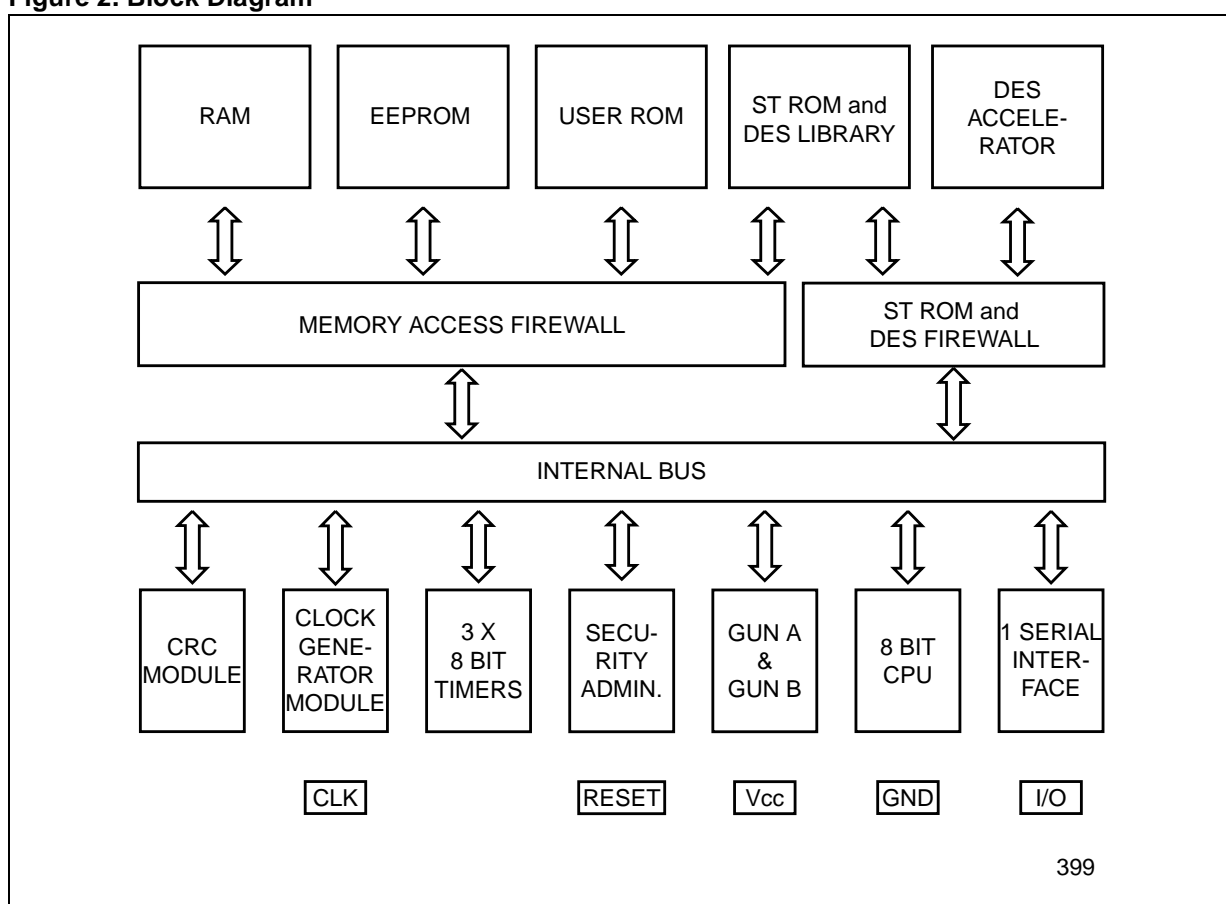 Figure 2. Block Diagram
RAM
EEPROM
USER ROM
ST ROM and
DES LIBRARY
DES
ACCELE-
RATOR
MEMORY ACCESS FIREWALL
ST ROM and
DES FIREWALL
INTERNAL BUS
CRC
MODULE
CLOCK
GENE-
RATOR
MODULE
3 X
8 BIT
TIMERS
SECU-
RITY
ADMIN.
GUN A
&
GUN B
8 BIT
CPU
1 SERIAL
INTER-
FACE
CLK
RESET
Vcc
GND
I/O
399